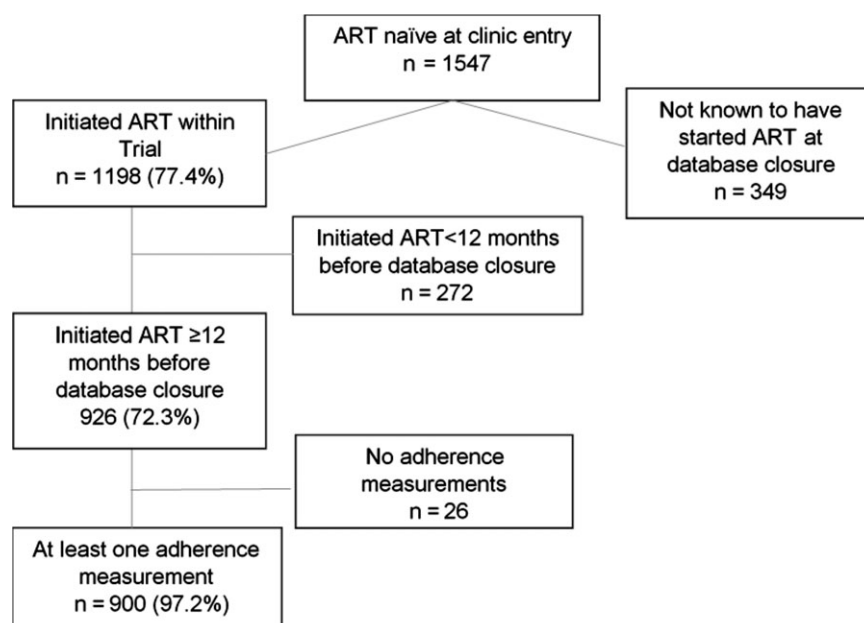 ART naïve at clinic entry
n = 1547
Initiated ART within
Trial
n = 1198 (77.4%)
Not known to have
started ART at
database closure
n = 349
Initiated ART<12 months
before database closure
n = 272
Initiated ART ≥12
months before
database closure
926 (72.3%)
No adherence
measurements
n = 26
At least one adherence
measurement
n = 900 (97.2%)